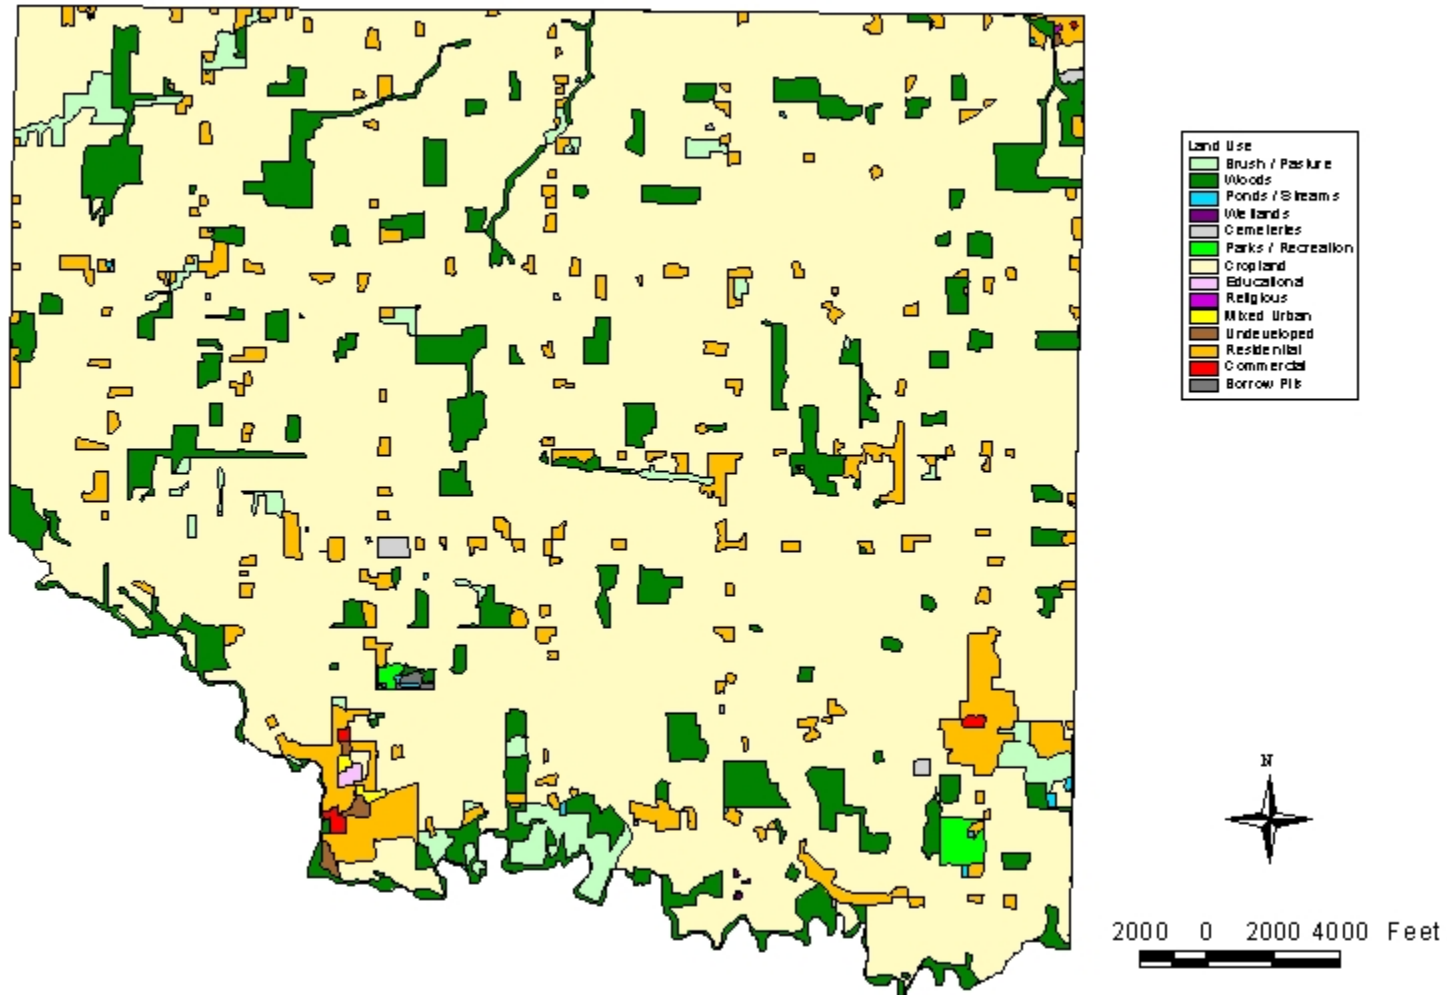 Land Use
Brush / Pasture
Woods
Ponds / Streams
Wetlands
Cemeteries
Parks / Recreation
Cropland
Educational
Religious
Mixed Urban
Undeveloped
Residential
Commercial
Borrow Pits
N
2000 0 2000 4000 Feet